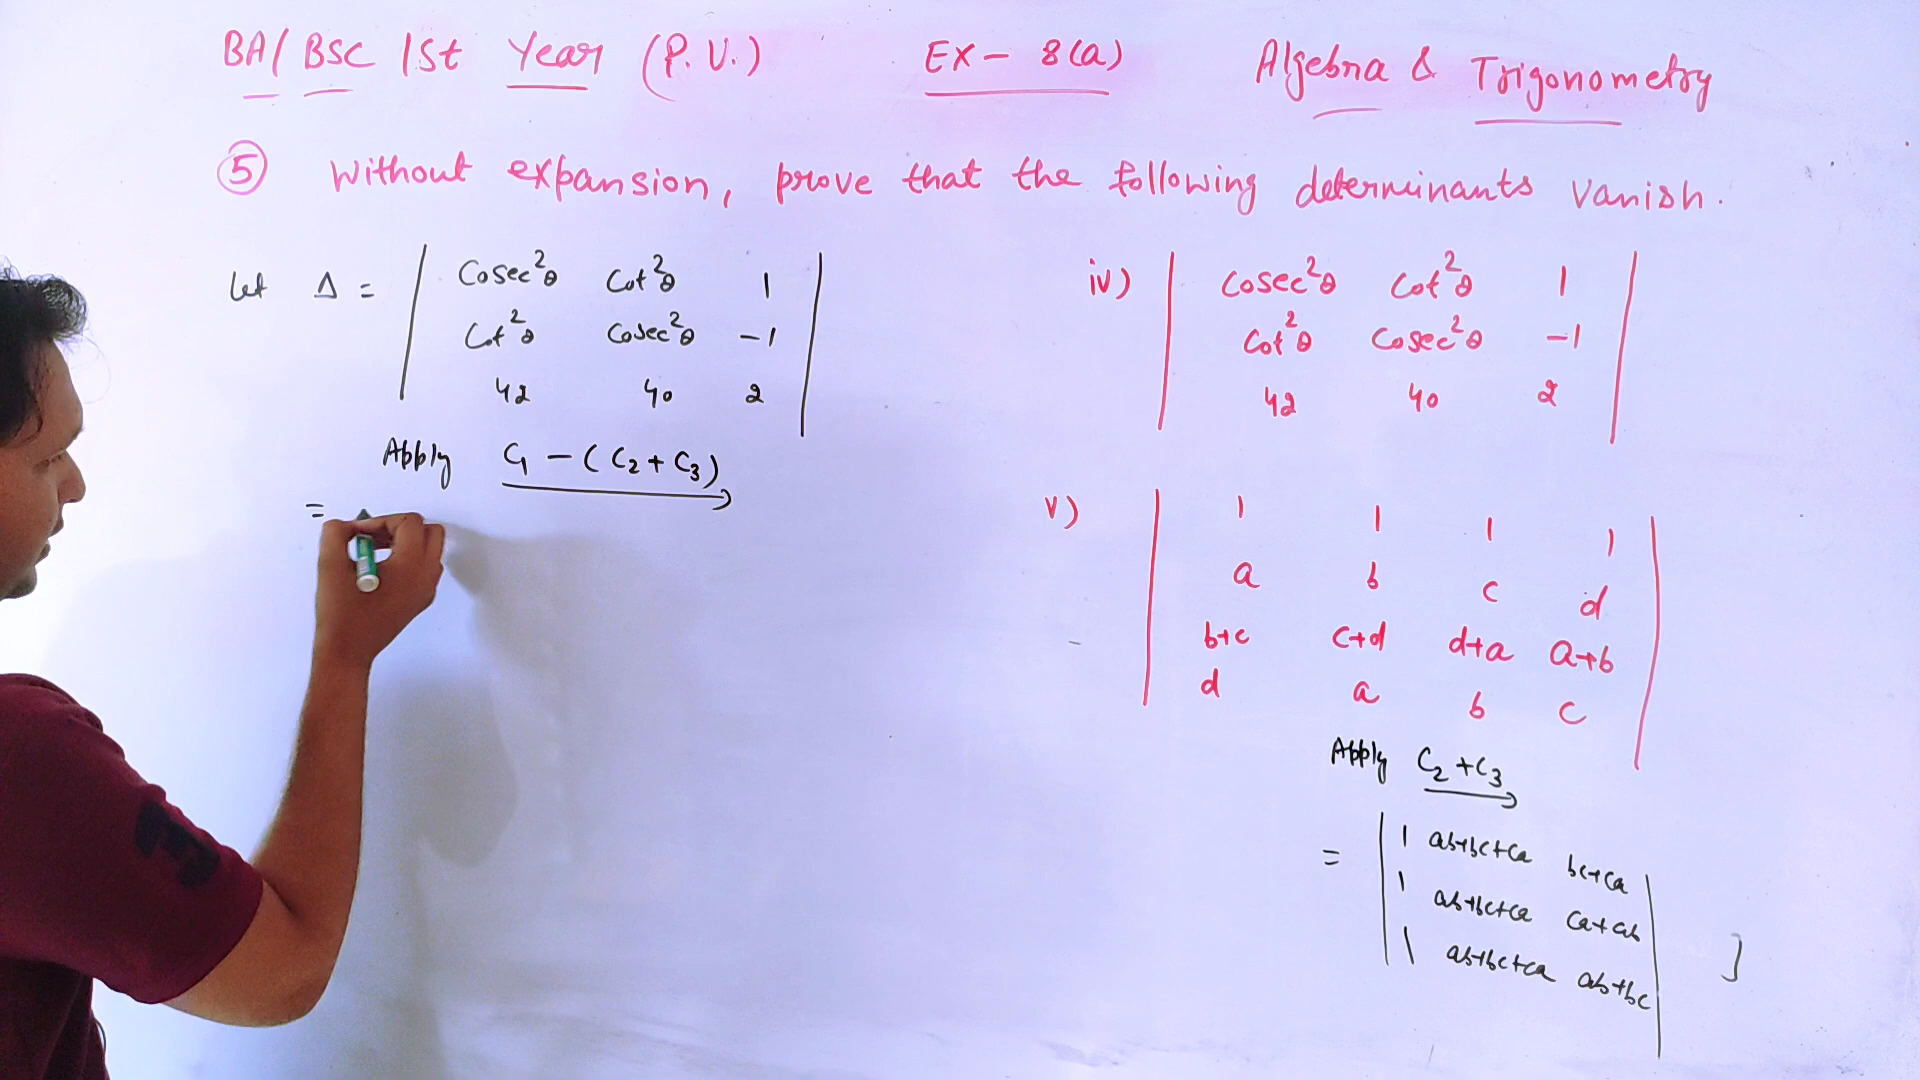 BA/BSC 1St Year (P.U.) EX- 8(a) Algebra & Trigonometry
⑤ Without expansion, prove that the following determinants vanish.
Let Δ = | Cosec²θ Cot²θ 1 |
| Cot²θ Cosec²θ -1 |
| 42 40 2 |
Apply C₁ - (C₂ + C₃) →
=
iv) | Cosec²θ Cot²θ 1 |
| Cot²θ Cosec²θ -1 |
| 42 40 2 |
v) | 1 1 1 1 |
| a b c d |
| b+c c+d d+a a+b |
| d a b c |
Apply C₂ + C₃ →
= | 1 ab+bc+ca bc+ca |
| 1 ab+bc+ca ca+ab |
| 1 ab+bc+ca ab+bc | ]